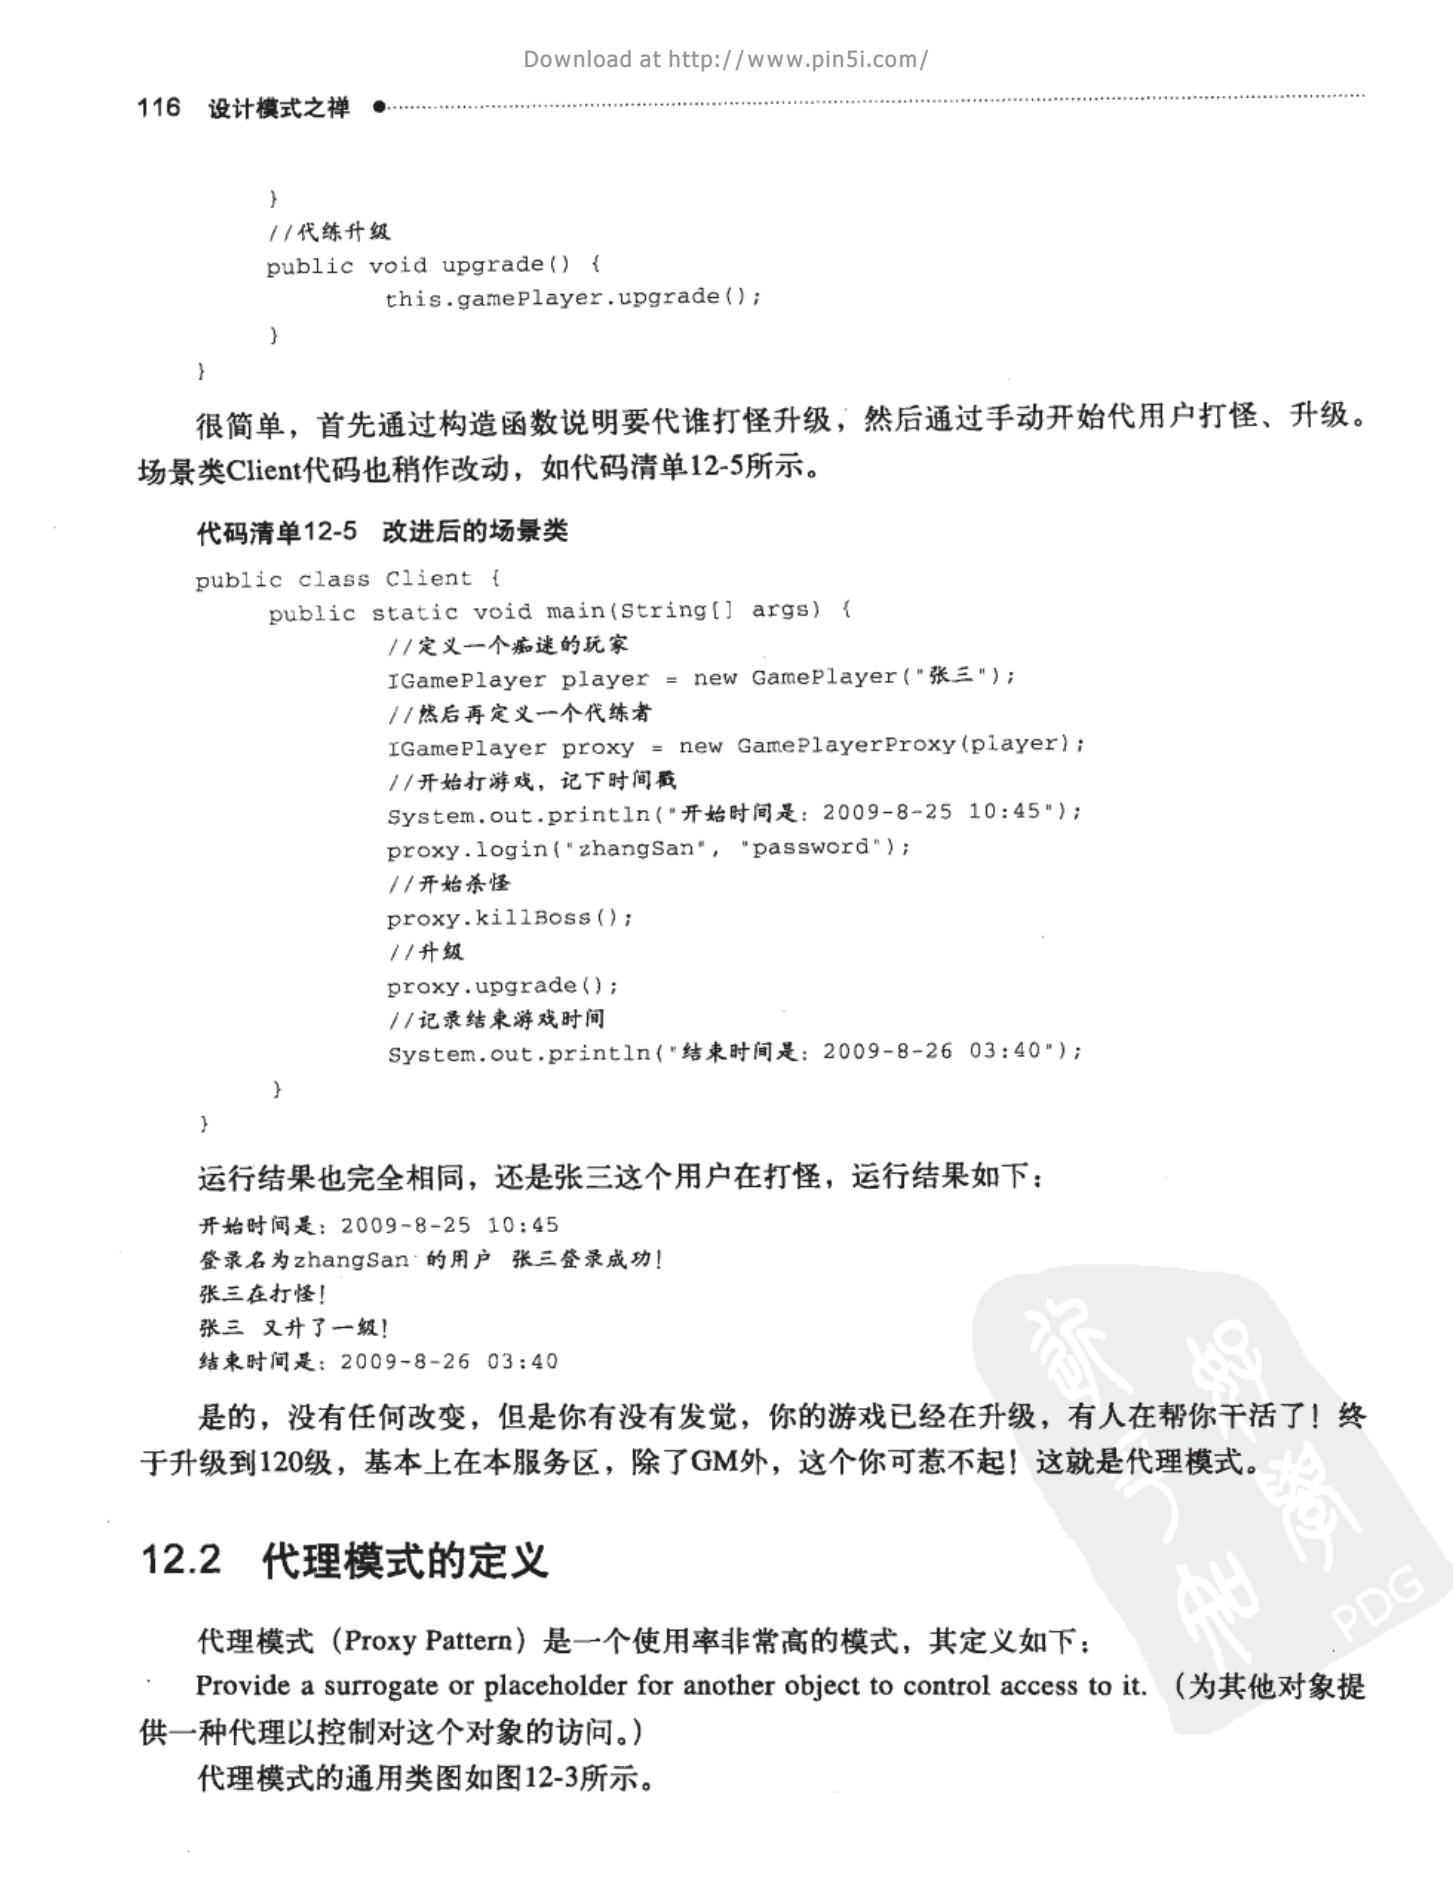 Download at http://www.pin5i.com/
116 设计模式之禅
}
//代练升级
public void upgrade() {
this.gamePlayer.upgrade();
}
}
很简单，首先通过构造函数说明要代谁打怪升级，然后通过手动开始代用户打怪、升级。
场景类Client代码也稍作改动，如代码清单12-5所示。
代码清单12-5 改进后的场景类
public class Client {
public static void main(String[] args) {
//定义一个痴迷的玩家
IGamePlayer player = new GamePlayer("张三");
//然后再定义一个代练者
IGamePlayer proxy = new GamePlayerProxy(player);
//开始打游戏，记下时间戳
System.out.println("开始时间是：2009-8-25 10:45");
proxy.login("zhangSan", "password");
//开始杀怪
proxy.killBoss();
//升级
proxy.upgrade();
//记录结束游戏时间
System.out.println("结束时间是：2009-8-26 03:40");
}
}
运行结果也完全相同，还是张三这个用户在打怪，运行结果如下：
开始时间是：2009-8-25 10:45
登录名为zhangSan 的用户 张三登录成功！
张三在打怪！
张三 又升了一级！
结束时间是：2009-8-26 03:40
是的，没有任何改变，但是你有没有发觉，你的游戏已经在升级，有人在帮你干活了！终
于升级到120级，基本上在本服务区，除了GM外，这个你可惹不起！这就是代理模式。
12.2 代理模式的定义
代理模式（Proxy Pattern）是一个使用率非常高的模式，其定义如下：
Provide a surrogate or placeholder for another object to control access to it. （为其他对象提
供一种代理以控制对这个对象的访问。）
代理模式的通用类图如图12-3所示。
PDG